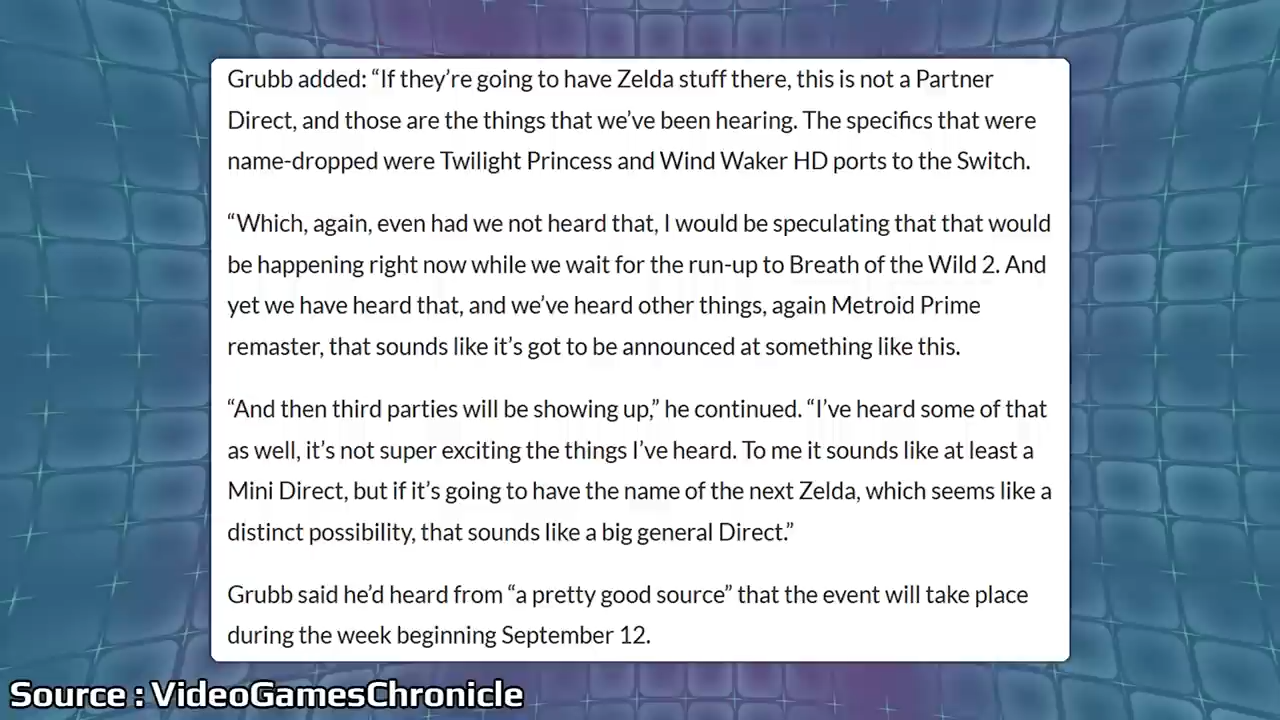 Grubb added: “If they’re going to have Zelda stuff there, this is not a Partner
Direct, and those are the things that we’ve been hearing. The specifics that were
name-dropped were Twilight Princess and Wind Waker HD ports to the Switch.
“Which, again, even had we not heard that, I would be speculating that that would
be happening right now while we wait for the run-up to Breath of the Wild 2. And
yet we have heard that, and we’ve heard other things, again Metroid Prime
remaster, that sounds like it’s got to be announced at something like this.
“And then third parties will be showing up,” he continued. “I’ve heard some of that
as well, it’s not super exciting the things I’ve heard. To me it sounds like at least a
Mini Direct, but if it’s going to have the name of the next Zelda, which seems like a
distinct possibility, that sounds like a big general Direct.”
Grubb said he’d heard from “a pretty good source” that the event will take place
during the week beginning September 12.
Source : VideoGamesChronicle